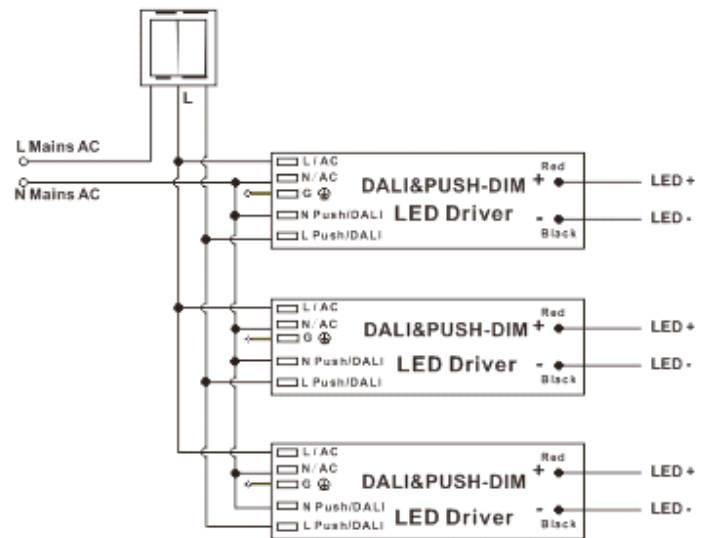 L
L Mains AC
N Mains AC
L / AC
N/AC
G
N Push/DALI
L Push/DALI
DALI&PUSH-DIM
LED Driver
Red
+
-
Black
LED +
LED -
L / AC
N/AC
G
N Push/DALI
L Push/DALI
DALI&PUSH-DIM
LED Driver
Red
+
-
Black
LED +
LED -
L / AC
N/AC
G
N Push/DALI
L Push/DALI
DALI&PUSH-DIM
LED Driver
Red
+
-
Black
LED +
LED -